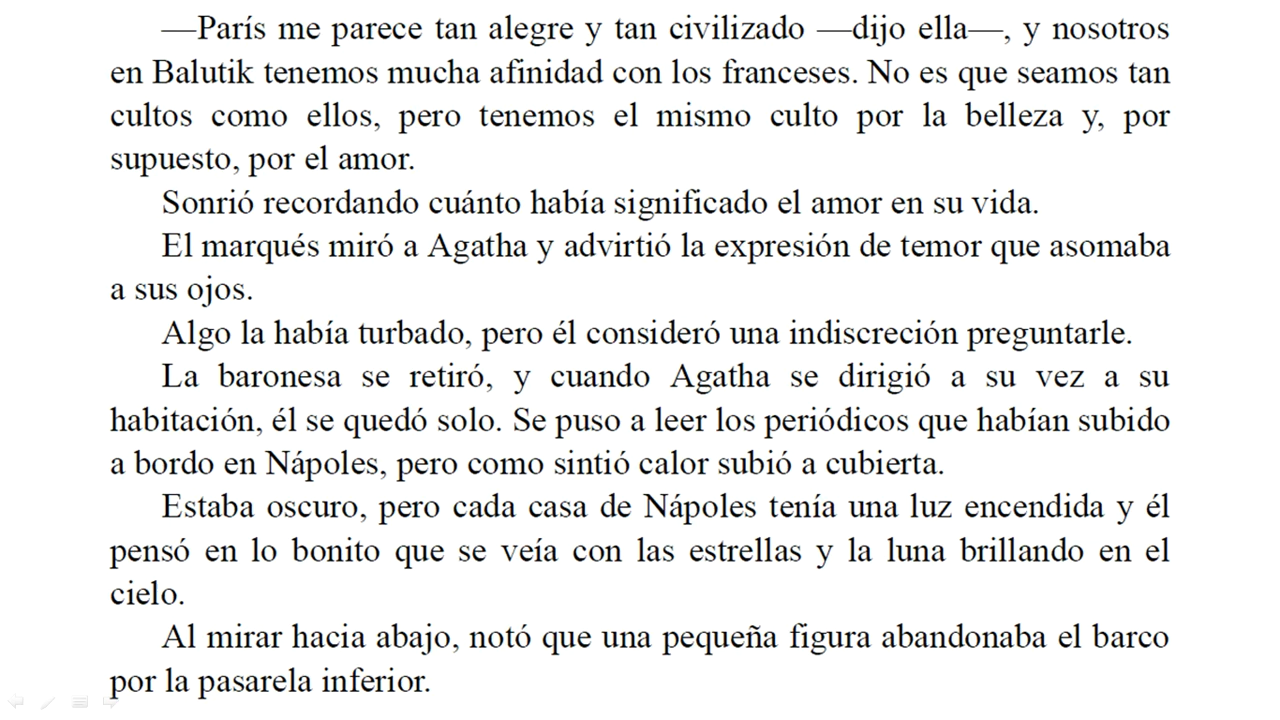 —París me parece tan alegre y tan civilizado —dijo ella—, y nosotros
en Balutik tenemos mucha afinidad con los franceses. No es que seamos tan
cultos como ellos, pero tenemos el mismo culto por la belleza y, por
supuesto, por el amor.
Sonrió recordando cuánto había significado el amor en su vida.
El marqués miró a Agatha y advirtió la expresión de temor que asomaba
a sus ojos.
Algo la había turbado, pero él consideró una indiscreción preguntarle.
La baronesa se retiró, y cuando Agatha se dirigió a su vez a su
habitación, él se quedó solo. Se puso a leer los periódicos que habían subido
a bordo en Nápoles, pero como sintió calor subió a cubierta.
Estaba oscuro, pero cada casa de Nápoles tenía una luz encendida y él
pensó en lo bonito que se veía con las estrellas y la luna brillando en el
cielo.
Al mirar hacia abajo, notó que una pequeña figura abandonaba el barco
por la pasarela inferior.